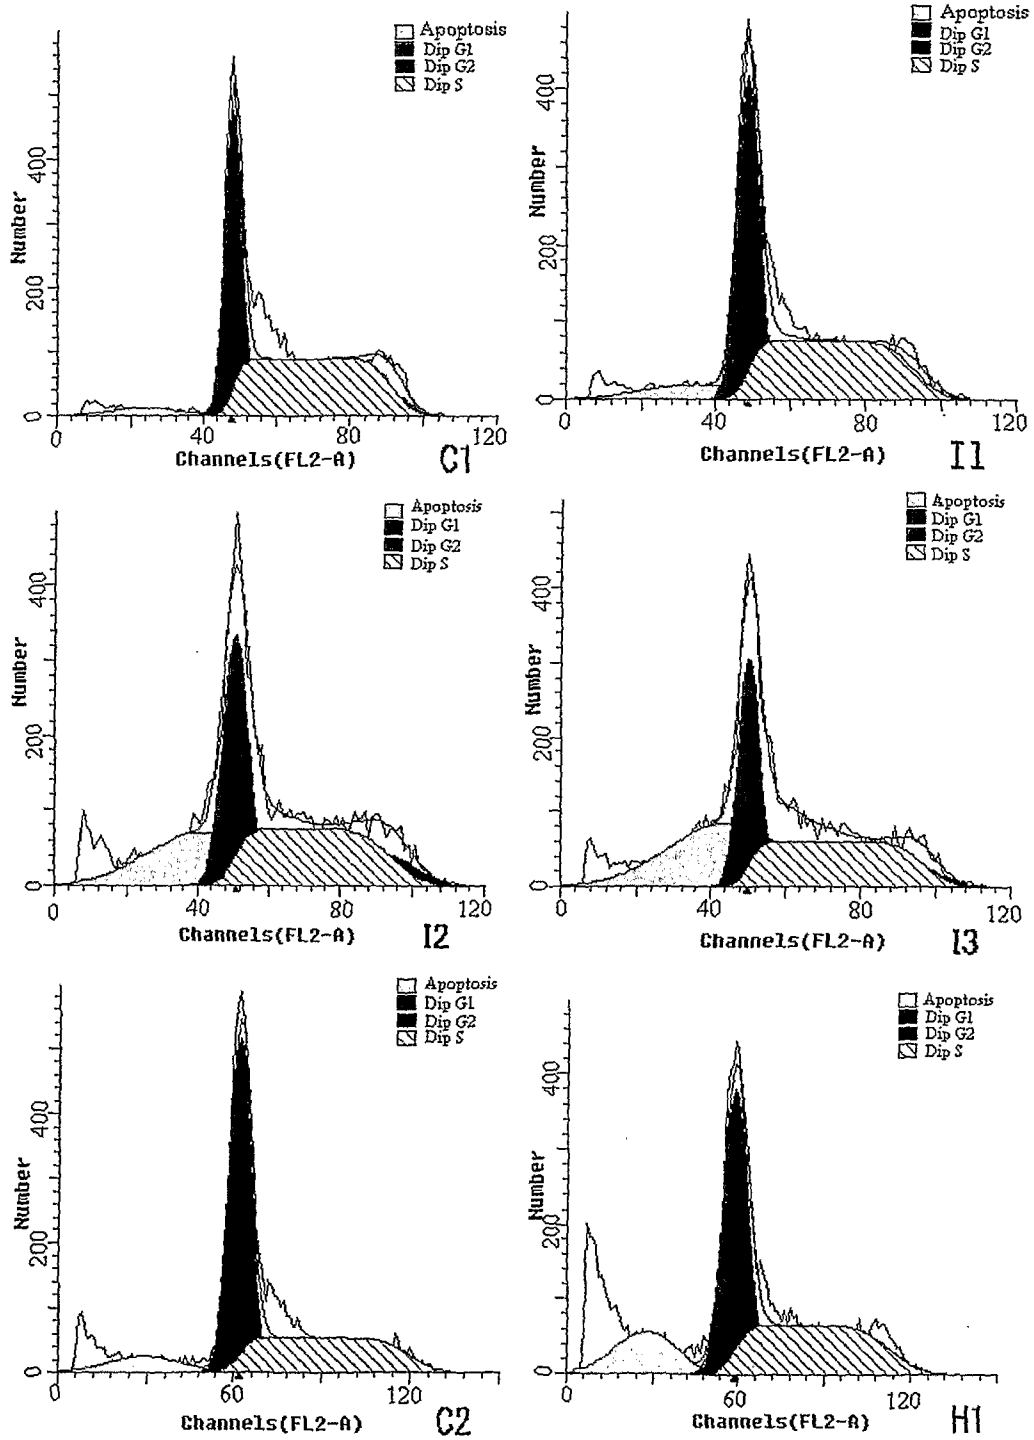 Apoptosis
Dip G1
Dip G2
Dip S
400
200
0
Number
0 40 80 120
Channels(FL2-A)
C1
Apoptosis
Dip G1
Dip G2
Dip S
400
200
0
Number
0 40 80 120
Channels(FL2-A)
I1
Apoptosis
Dip G1
Dip G2
Dip S
400
200
0
Number
0 40 80 120
Channels(FL2-A)
I2
Apoptosis
Dip G1
Dip G2
Dip S
400
200
0
Number
0 40 80 120
Channels(FL2-A)
I3
Apoptosis
Dip G1
Dip G2
Dip S
400
200
0
Number
0 60 120
Channels(FL2-A)
C2
Apoptosis
Dip G1
Dip G2
Dip S
400
200
0
Number
0 60 120
Channels(FL2-A)
H1